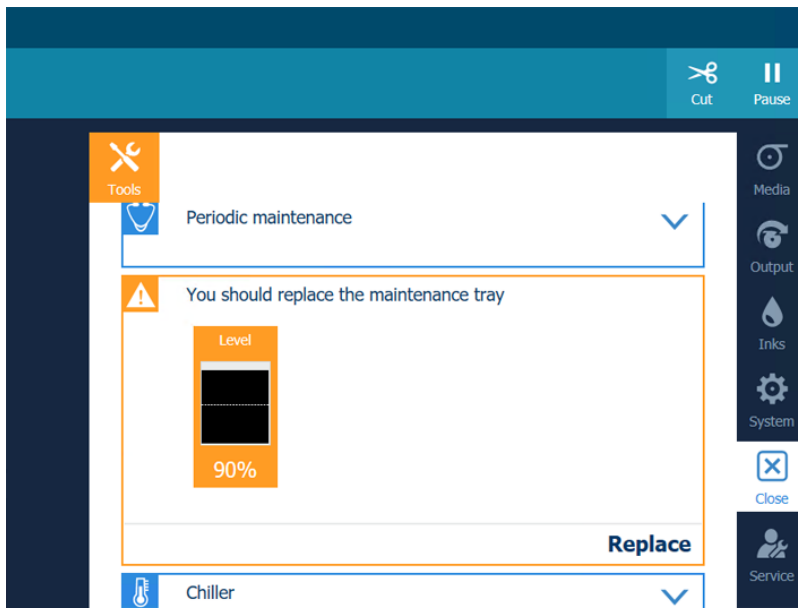 Cut
Pause
Tools
Media
Periodic maintenance
Output
You should replace the maintenance tray
Level
Inks
System
90%
Close
Replace
Service
Chiller